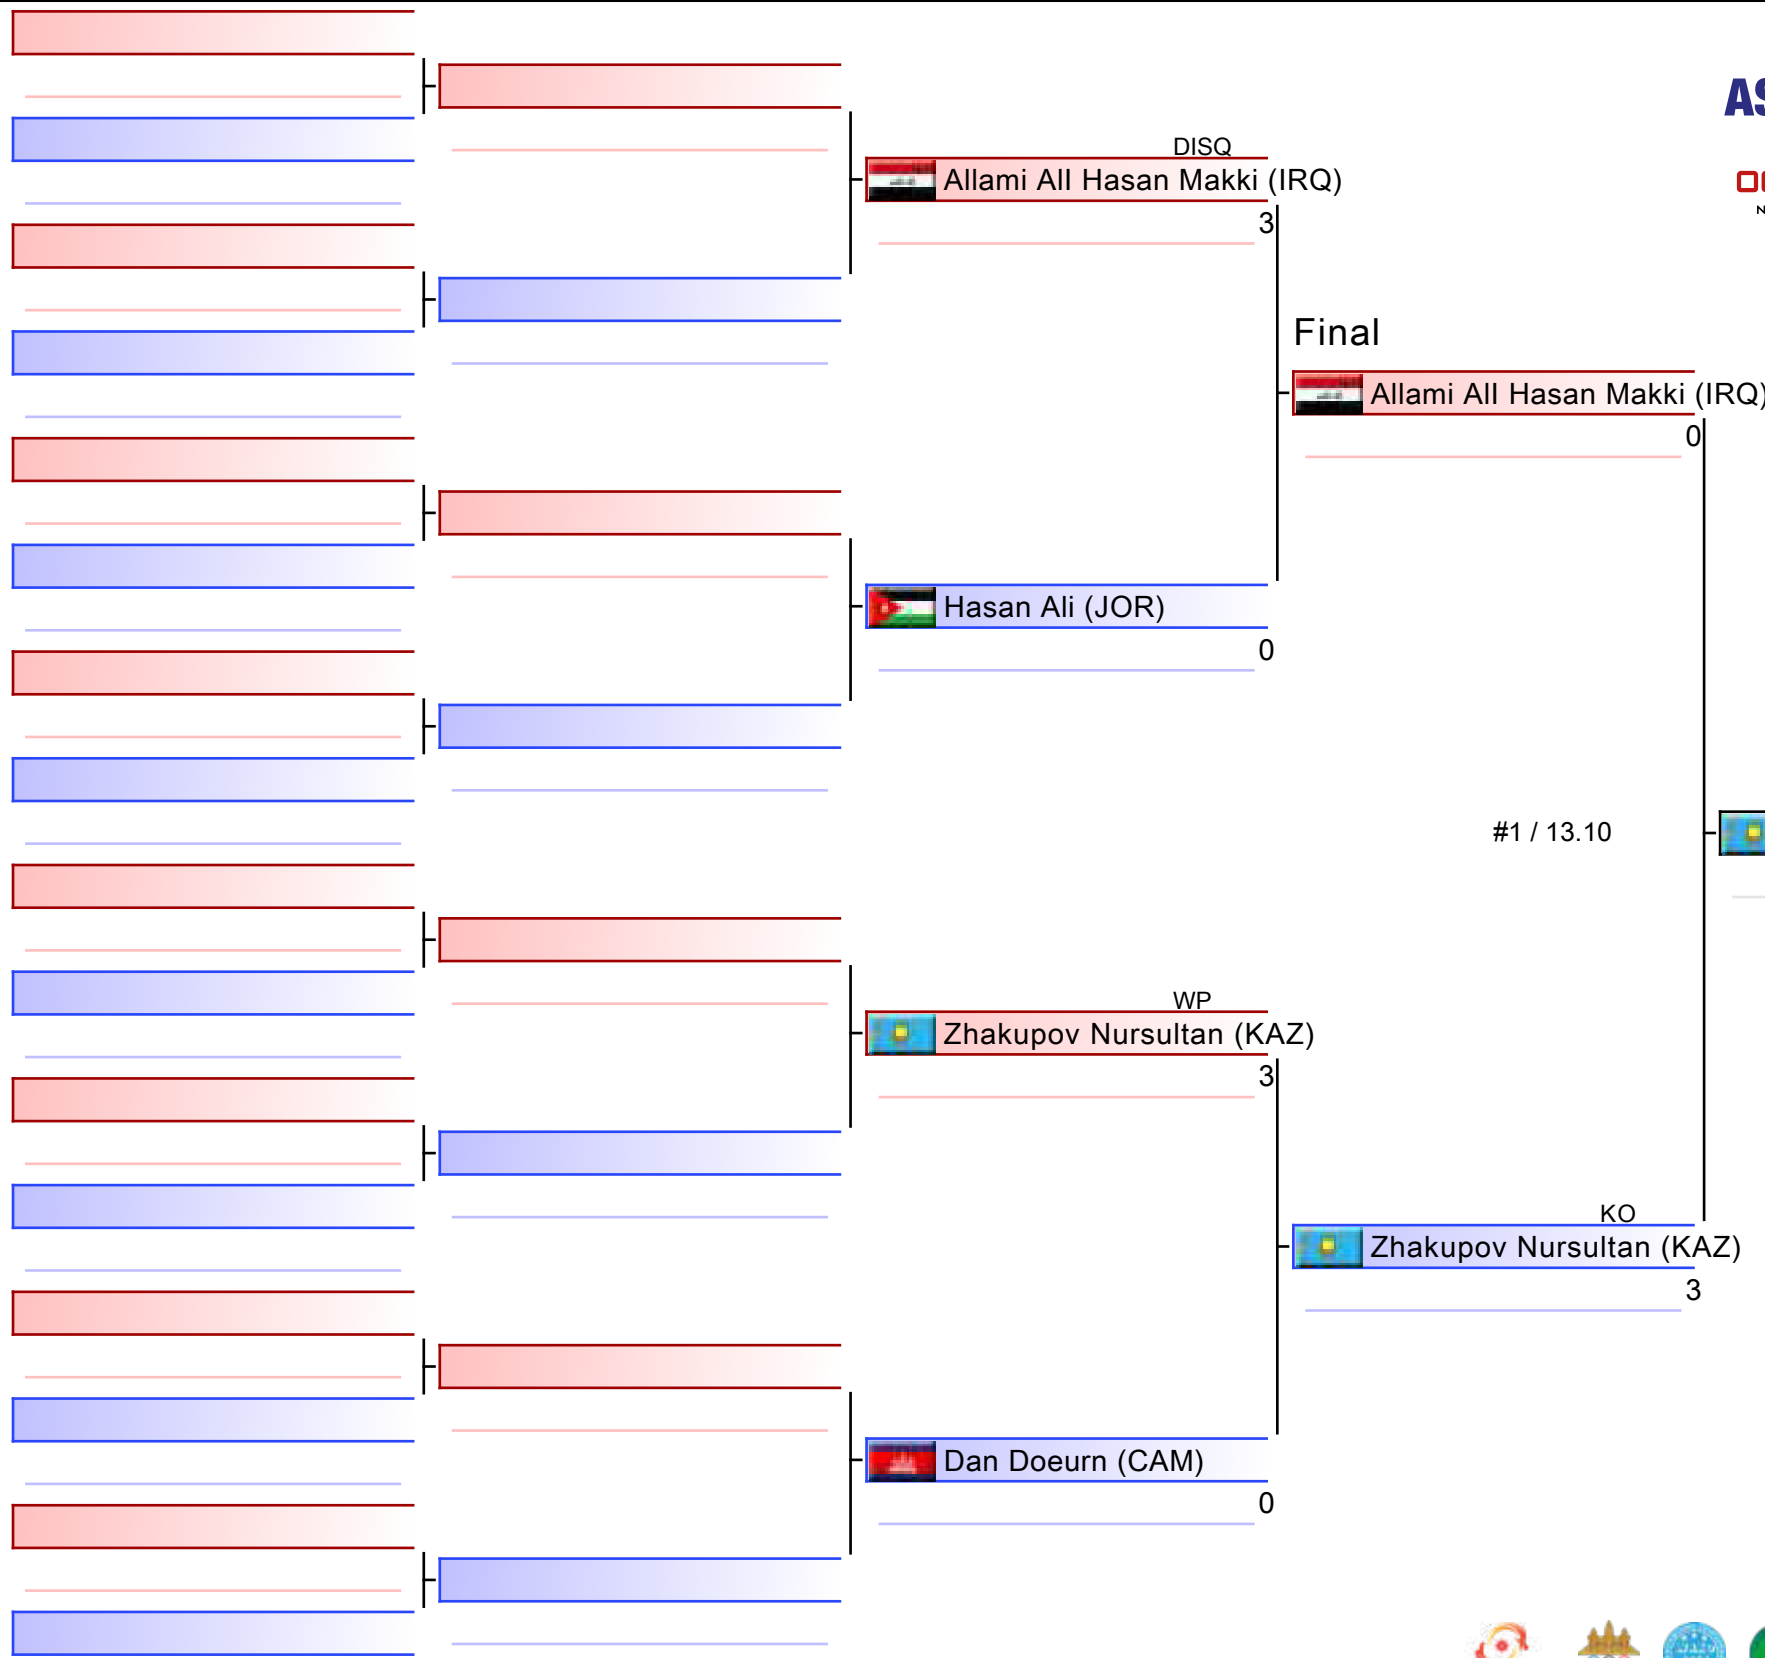 AS
DISQ
Allami All Hasan Makki (IRQ)
3
Final
Allami All Hasan Makki (IRQ)
0
Hasan Ali (JOR)
0
#1 / 13.10
WP
Zhakupov Nursultan (KAZ)
3
KO
Zhakupov Nursultan (KAZ)
3
Dan Doeurn (CAM)
0